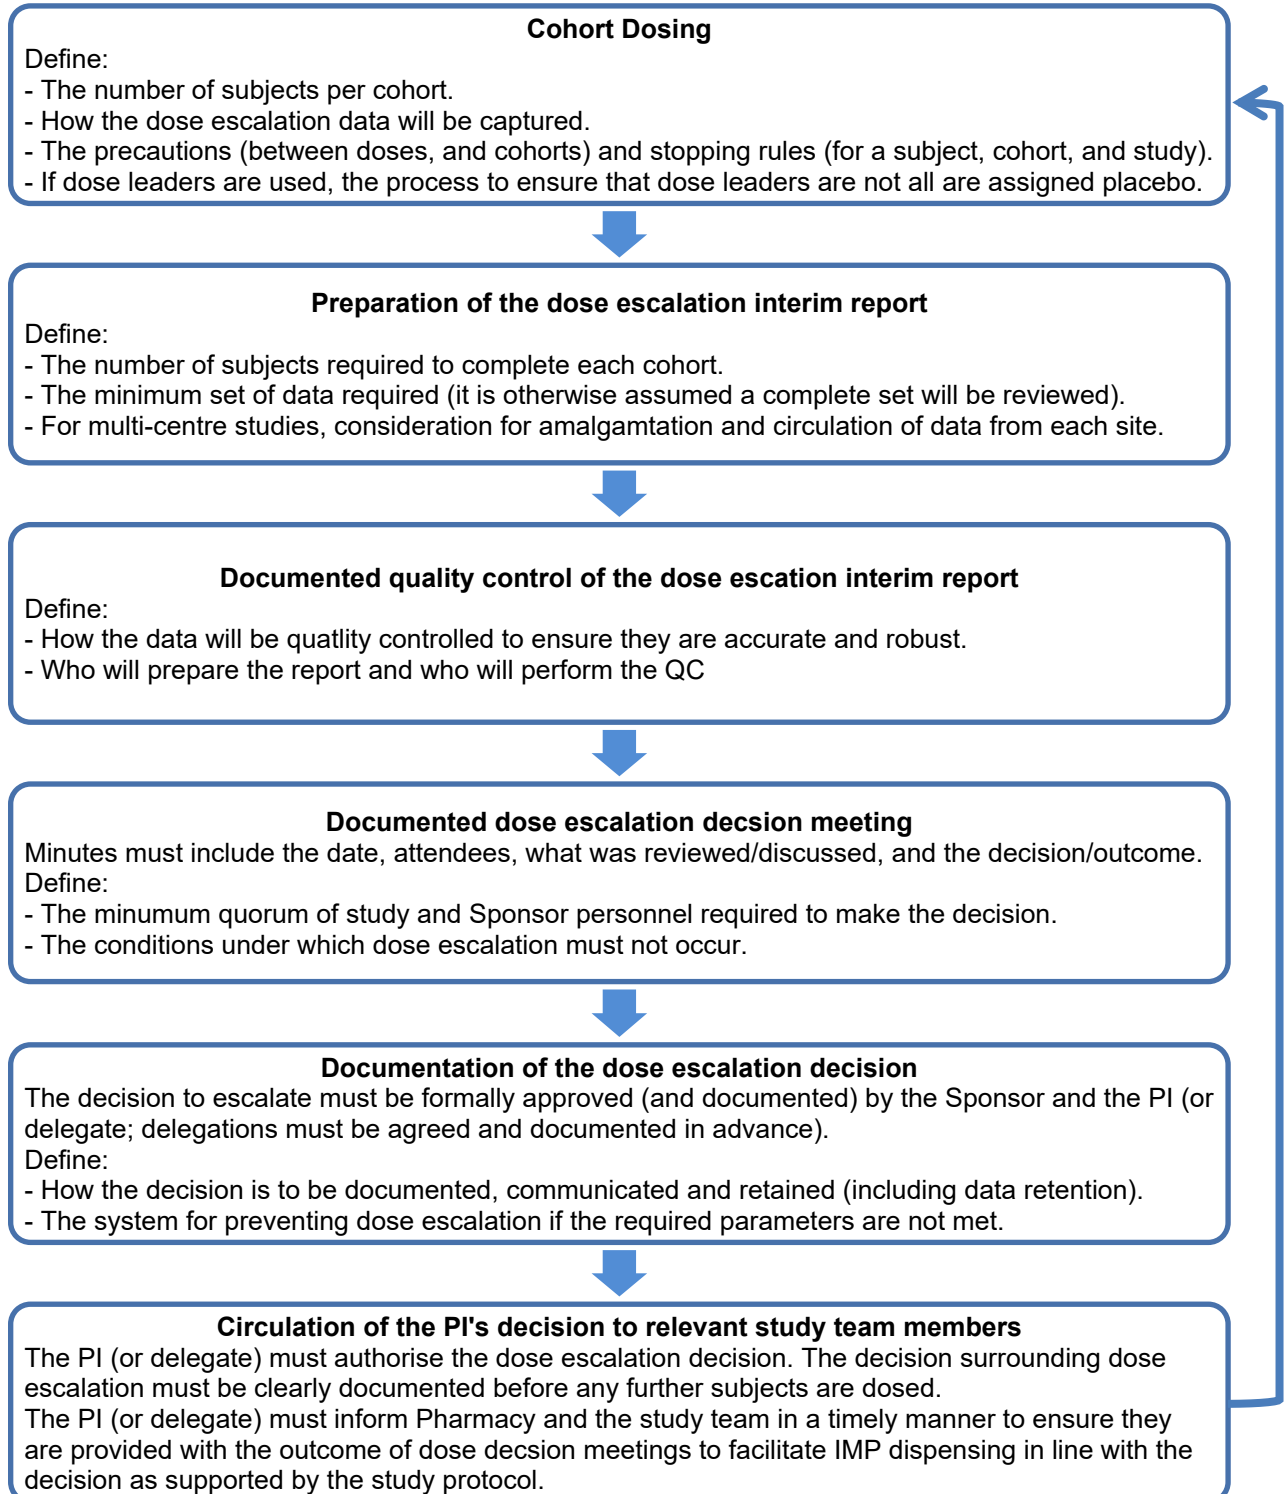 Cohort Dosing
Define:
- The number of subjects per cohort.
- How the dose escalation data will be captured.
- The precautions (between doses, and cohorts) and stopping rules (for a subject, cohort, and study).
- If dose leaders are used, the process to ensure that dose leaders are not all are assigned placebo.
Preparation of the dose escalation interim report
Define:
- The number of subjects required to complete each cohort.
- The minimum set of data required (it is otherwise assumed a complete set will be reviewed).
- For multi-centre studies, consideration for amalgamtation and circulation of data from each site.
Documented quality control of the dose escation interim report
Define:
- How the data will be quatlity controlled to ensure they are accurate and robust.
- Who will prepare the report and who will perform the QC
Documented dose escalation decsion meeting
Minutes must include the date, attendees, what was reviewed/discussed, and the decision/outcome.
Define:
- The minumum quorum of study and Sponsor personnel required to make the decision.
- The conditions under which dose escalation must not occur.
Documentation of the dose escalation decision
The decision to escalate must be formally approved (and documented) by the Sponsor and the PI (or
delegate; delegations must be agreed and documented in advance).
Define:
- How the decision is to be documented, communicated and retained (including data retention).
- The system for preventing dose escalation if the required parameters are not met.
Circulation of the PI's decision to relevant study team members
The PI (or delegate) must authorise the dose escalation decision. The decision surrounding dose
escalation must be clearly documented before any further subjects are dosed.
The PI (or delegate) must inform Pharmacy and the study team in a timely manner to ensure they
are provided with the outcome of dose decsion meetings to facilitate IMP dispensing in line with the
decision as supported by the study protocol.